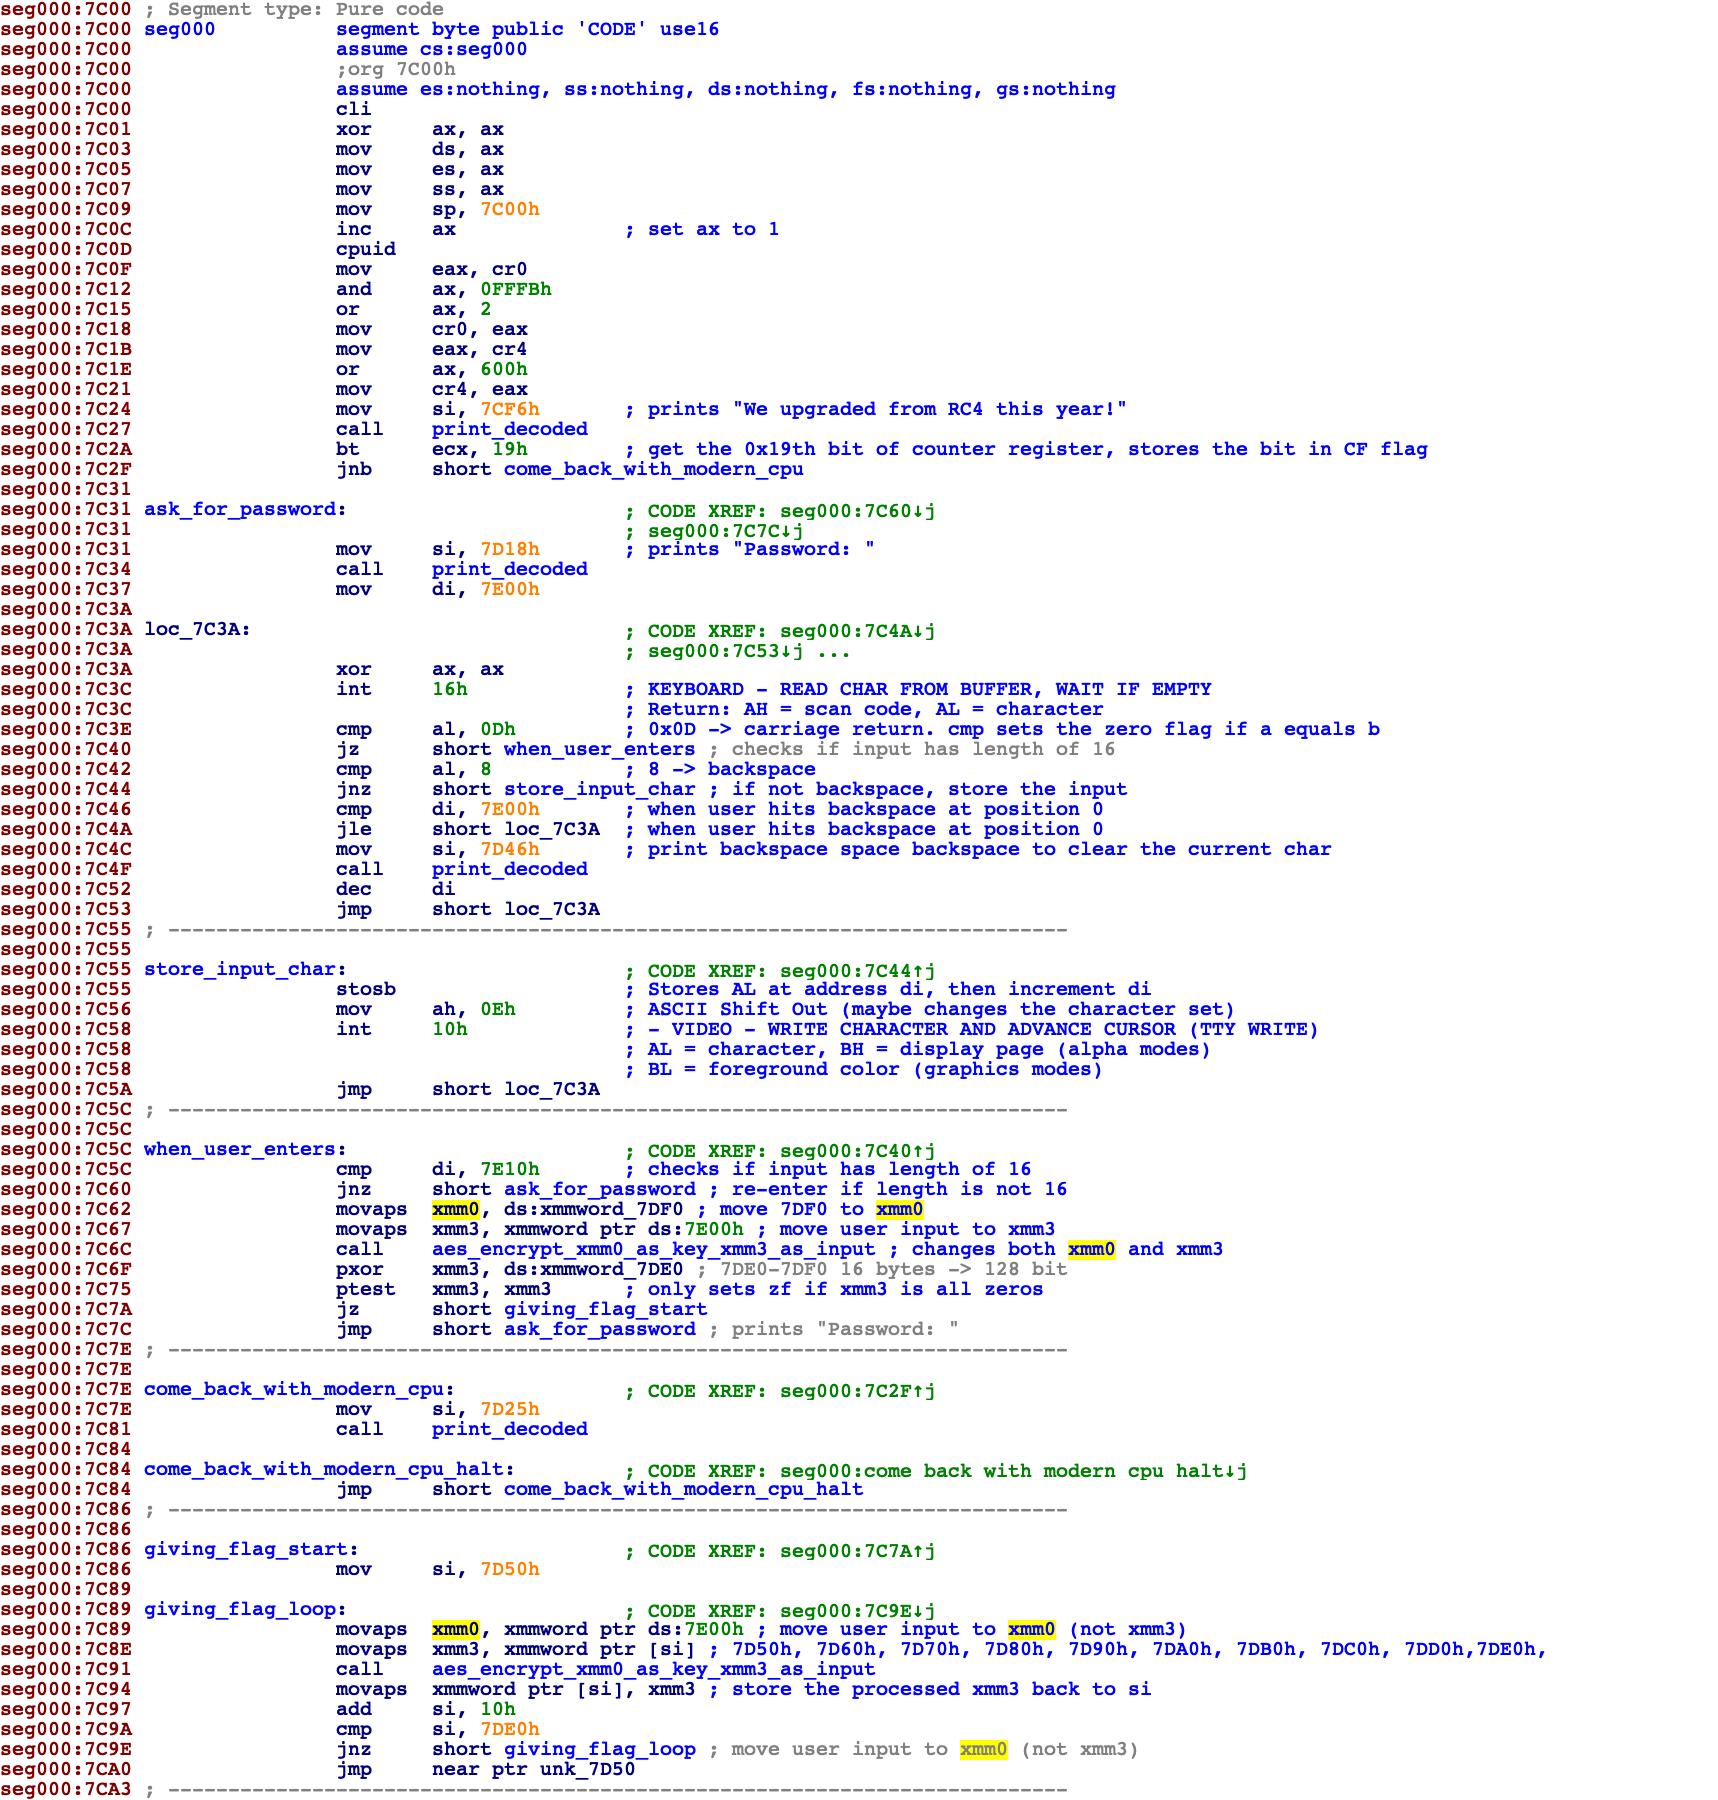 seg000:7C00 ; Segment type: Pure code
seg000:7C00 seg000 segment byte public 'CODE' use16
seg000:7C00 assume cs:seg000
seg000:7C00 ;org 7C00h
seg000:7C00 assume es:nothing, ss:nothing, ds:nothing, fs:nothing, gs:nothing
seg000:7C00 cli
seg000:7C01 xor ax, ax
seg000:7C03 mov ds, ax
seg000:7C05 mov es, ax
seg000:7C07 mov ss, ax
seg000:7C09 mov sp, 7C00h
seg000:7C0C inc ax ; set ax to 1
seg000:7C0D cpuid
seg000:7C0F mov eax, cr0
seg000:7C12 and ax, 0FFFBh
seg000:7C15 or ax, 2
seg000:7C18 mov cr0, eax
seg000:7C1B mov eax, cr4
seg000:7C1E or ax, 600h
seg000:7C21 mov cr4, eax
seg000:7C24 mov si, 7CF6h ; prints "We upgraded from RC4 this year!"
seg000:7C27 call print_decoded
seg000:7C2A bt ecx, 19h ; get the 0x19th bit of counter register, stores the bit in CF flag
seg000:7C2F jnb short come_back_with_modern_cpu
seg000:7C31
seg000:7C31 ask_for_password: ; CODE XREF: seg000:7C60↓j
seg000:7C31 ; seg000:7C7C↓j
seg000:7C31 mov si, 7D18h ; prints "Password: "
seg000:7C34 call print_decoded
seg000:7C37 mov di, 7E00h
seg000:7C3A
seg000:7C3A loc_7C3A: ; CODE XREF: seg000:7C4A↓j
seg000:7C3A ; seg000:7C53↓j ...
seg000:7C3A xor ax, ax
seg000:7C3C int 16h ; KEYBOARD - READ CHAR FROM BUFFER, WAIT IF EMPTY
seg000:7C3C ; Return: AH = scan code, AL = character
seg000:7C3E cmp al, 0Dh ; 0x0D -> carriage return. cmp sets the zero flag if a equals b
seg000:7C40 jz short when_user_enters ; checks if input has length of 16
seg000:7C42 cmp al, 8 ; 8 -> backspace
seg000:7C44 jnz short store_input_char ; if not backspace, store the input
seg000:7C46 cmp di, 7E00h ; when user hits backspace at position 0
seg000:7C4A jle short loc_7C3A ; when user hits backspace at position 0
seg000:7C4C mov si, 7D46h ; print backspace space backspace to clear the current char
seg000:7C4F call print_decoded
seg000:7C52 dec di
seg000:7C53 jmp short loc_7C3A
seg000:7C55 ; ---------------------------------------------------------------------------
seg000:7C55
seg000:7C55 store_input_char: ; CODE XREF: seg000:7C44↑j
seg000:7C55 stosb ; Stores AL at address di, then increment di
seg000:7C56 mov ah, 0Eh ; ASCII Shift Out (maybe changes the character set)
seg000:7C58 int 10h ; - VIDEO - WRITE CHARACTER AND ADVANCE CURSOR (TTY WRITE)
seg000:7C58 ; AL = character, BH = display page (alpha modes)
seg000:7C58 ; BL = foreground color (graphics modes)
seg000:7C5A jmp short loc_7C3A
seg000:7C5C ; ---------------------------------------------------------------------------
seg000:7C5C
seg000:7C5C when_user_enters: ; CODE XREF: seg000:7C40↑j
seg000:7C5C cmp di, 7E10h ; checks if input has length of 16
seg000:7C60 jnz short ask_for_password ; re-enter if length is not 16
seg000:7C62 movaps xmm0, ds:xmmword_7DF0 ; move 7DF0 to xmm0
seg000:7C67 movaps xmm3, xmmword ptr ds:7E00h ; move user input to xmm3
seg000:7C6C call aes_encrypt_xmm0_as_key_xmm3_as_input ; changes both xmm0 and xmm3
seg000:7C6F pxor xmm3, ds:xmmword_7DE0 ; 7DE0-7DF0 16 bytes -> 128 bit
seg000:7C75 ptest xmm3, xmm3 ; only sets zf if xmm3 is all zeros
seg000:7C7A jz short giving_flag_start
seg000:7C7C jmp short ask_for_password ; prints "Password: "
seg000:7C7E ; ---------------------------------------------------------------------------
seg000:7C7E
seg000:7C7E come_back_with_modern_cpu: ; CODE XREF: seg000:7C2F↑j
seg000:7C7E mov si, 7D25h
seg000:7C81 call print_decoded
seg000:7C84
seg000:7C84 come_back_with_modern_cpu_halt: ; CODE XREF: seg000:come back with modern cpu halt↓j
seg000:7C84 jmp short come_back_with_modern_cpu_halt
seg000:7C86 ; ---------------------------------------------------------------------------
seg000:7C86
seg000:7C86 giving_flag_start: ; CODE XREF: seg000:7C7A↑j
seg000:7C86 mov si, 7D50h
seg000:7C89
seg000:7C89 giving_flag_loop: ; CODE XREF: seg000:7C9E↓j
seg000:7C89 movaps xmm0, xmmword ptr ds:7E00h ; move user input to xmm0 (not xmm3)
seg000:7C8E movaps xmm3, xmmword ptr [si] ; 7D50h, 7D60h, 7D70h, 7D80h, 7D90h, 7DA0h, 7DB0h, 7DC0h, 7DD0h,7DE0h,
seg000:7C91 call aes_encrypt_xmm0_as_key_xmm3_as_input
seg000:7C94 movaps xmmword ptr [si], xmm3 ; store the processed xmm3 back to si
seg000:7C97 add si, 10h
seg000:7C9A cmp si, 7DE0h
seg000:7C9E jnz short giving_flag_loop ; move user input to xmm0 (not xmm3)
seg000:7CA0 jmp near ptr unk_7D50
seg000:7CA3 ; ---------------------------------------------------------------------------